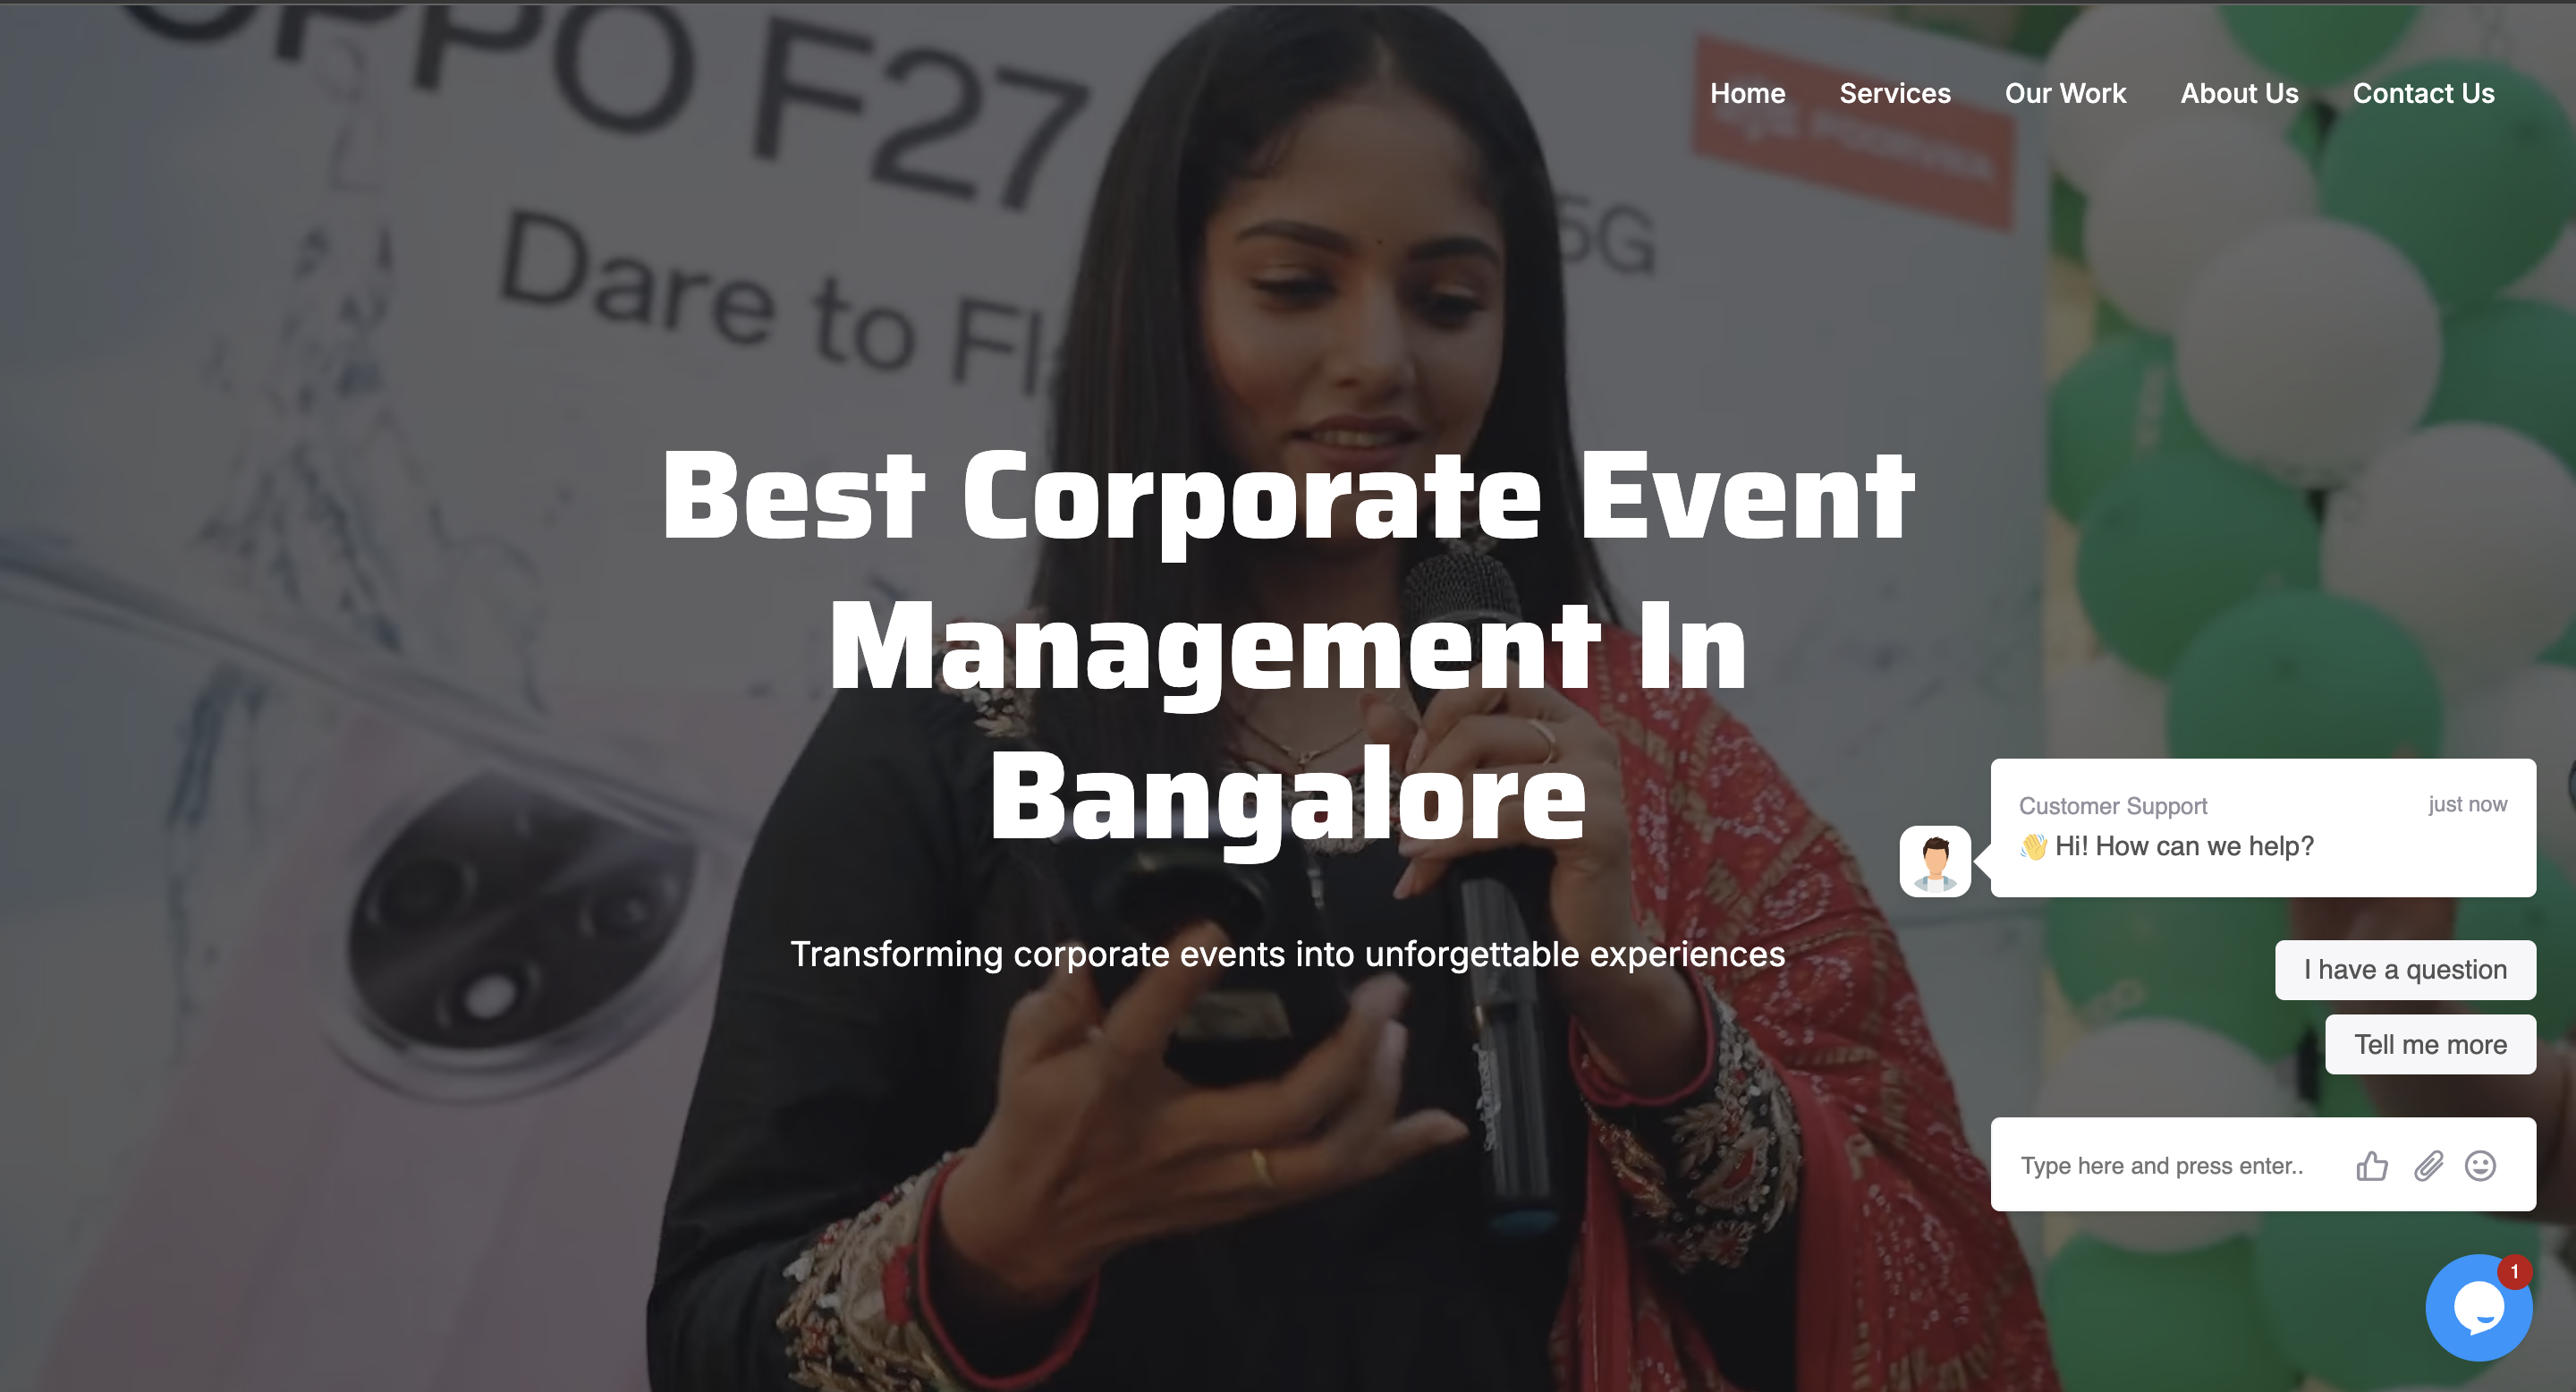 OPPO F27
5G
Dare to Fl
Home Services Our Work About Us Contact Us
Best Corporate Event
Management In
Bangalore
Transforming corporate events into unforgettable experiences
Customer Support just now
👋 Hi! How can we help?
I have a question
Tell me more
Type here and press enter..
1